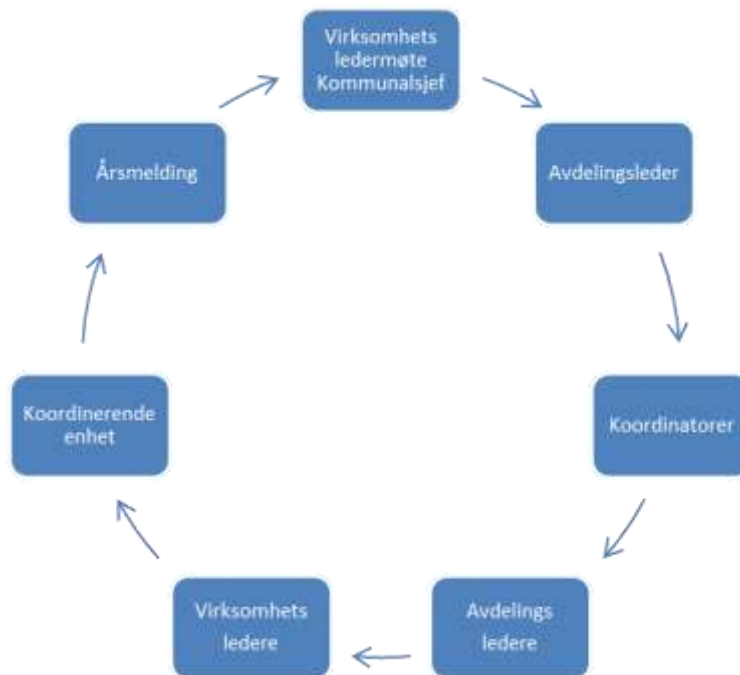 Virksomhets
ledermøte
Kommunalsjef
Avdelingsleder
Koordinatorer
Avdelings
ledere
Virksomhets
ledere
Koordinerende
enhet
Årsmelding